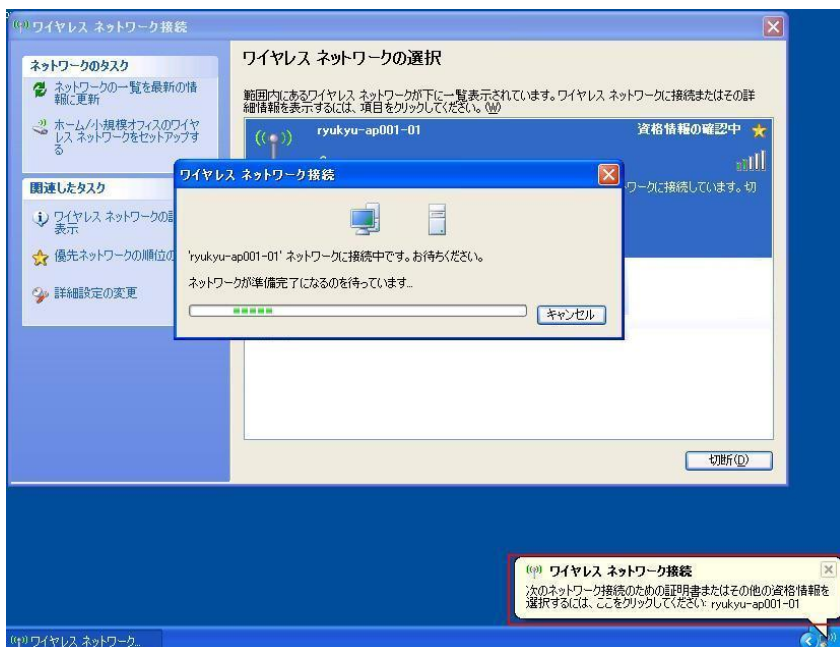 ワイヤレス ネットワーク接続
ネットワークのタスク
ネットワークの一覧を最新の情
報に更新
ホーム/小規模オフィスのワイヤ
レス ネットワークをセットアップす
る
関連したタスク
ワイヤレス ネットワークの
表示
優先ネットワークの順位の
詳細設定の変更
ワイヤレス ネットワークの選択
範囲内にあるワイヤレス ネットワークが下に一覧表示されています。ワイヤレス ネットワークに接続またはその詳
細情報を表示するには、項目をクリックしてください。(W)
ryukyu-ap001-01
資格情報の確認中
ワークに接続しています。切
ワイヤレス ネットワーク接続
'ryukyu-ap001-01' ネットワークに接続中です。お待ちください。
ネットワークが準備完了になるのを待っています...
キャンセル
切断(D)
ワイヤレス ネットワーク接続
次のネットワーク接続のための証明書またはその他の資格情報を
選択するには、ここをクリックしてください: ryukyu-ap001-01
ワイヤレス ネットワーク...